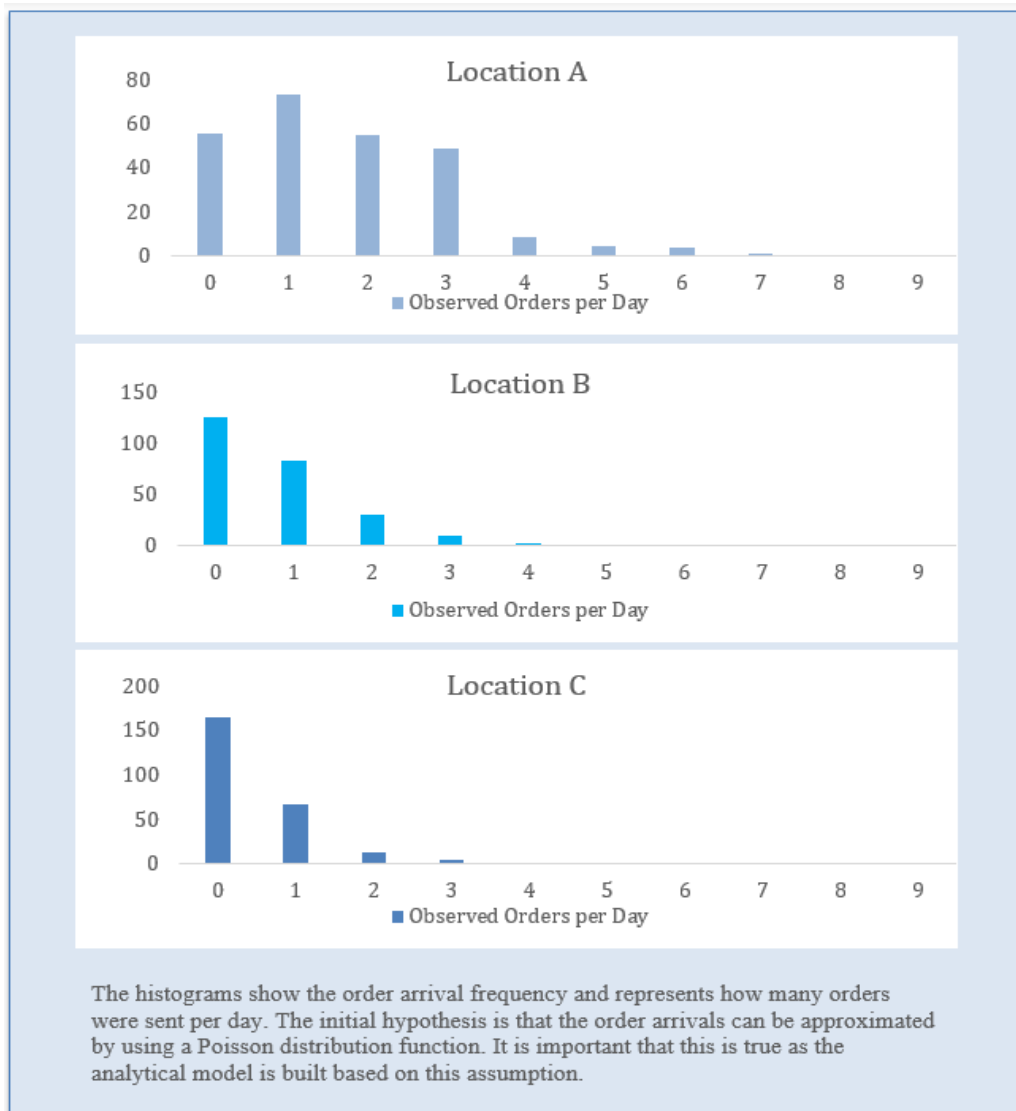 Location A
80
60
40
20
0
0 1 2 3 4 5 6 7 8 9
Observed Orders per Day
Location B
150
100
50
0
0 1 2 3 4 5 6 7 8 9
Observed Orders per Day
Location C
200
150
100
50
0
0 1 2 3 4 5 6 7 8 9
Observed Orders per Day
The histograms show the order arrival frequency and represents how many orders
were sent per day. The initial hypothesis is that the order arrivals can be approximated
by using a Poisson distribution function. It is important that this is true as the
analytical model is built based on this assumption.